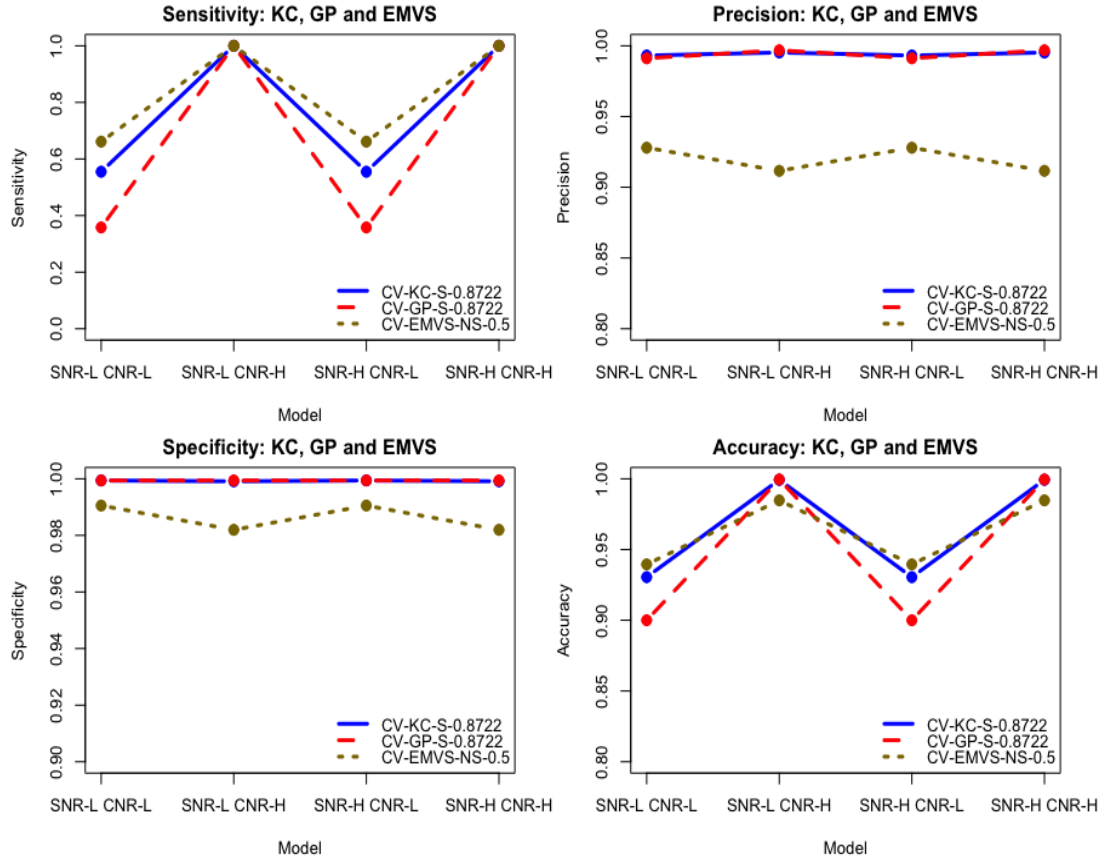 Sensitivity: KC, GP and EMVS
Sensitivity
1.0
0.8
0.6
0.4
0.2
0.0
CV-KC-S-0.8722
CV-GP-S-0.8722
CV-EMVS-NS-0.5
SNR-L CNR-L
SNR-L CNR-H
SNR-H CNR-L
SNR-H CNR-H
Model
Precision: KC, GP and EMVS
Precision
1.00
0.95
0.90
0.85
0.80
CV-KC-S-0.8722
CV-GP-S-0.8722
CV-EMVS-NS-0.5
SNR-L CNR-L
SNR-L CNR-H
SNR-H CNR-L
SNR-H CNR-H
Model
Specificity: KC, GP and EMVS
Specificity
1.00
0.98
0.96
0.94
0.92
0.90
CV-KC-S-0.8722
CV-GP-S-0.8722
CV-EMVS-NS-0.5
SNR-L CNR-L
SNR-L CNR-H
SNR-H CNR-L
SNR-H CNR-H
Model
Accuracy: KC, GP and EMVS
Accuracy
1.00
0.95
0.90
0.85
0.80
CV-KC-S-0.8722
CV-GP-S-0.8722
CV-EMVS-NS-0.5
SNR-L CNR-L
SNR-L CNR-H
SNR-H CNR-L
SNR-H CNR-H
Model